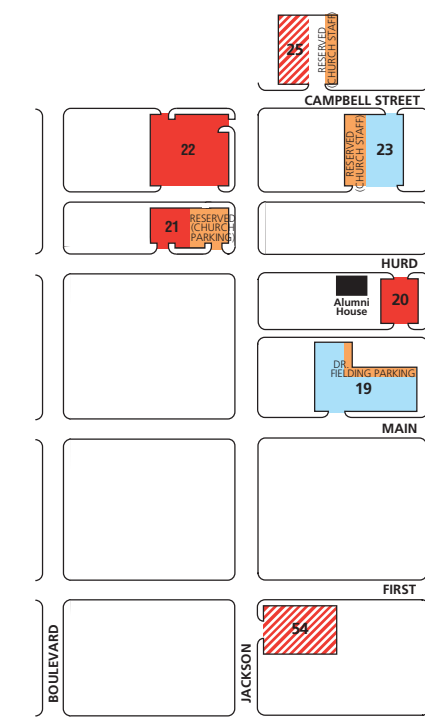 25
RESERVED
(CHURCH STAFF)
CAMPBELL STREET
22
RESERVED
(CHURCH STAFF)
23
21
RESERVED
(CHURCH
PARKING)
HURD
Alumni
House
20
DR.
FIELDING PARKING
19
MAIN
FIRST
54
BOULEVARD
JACKSON